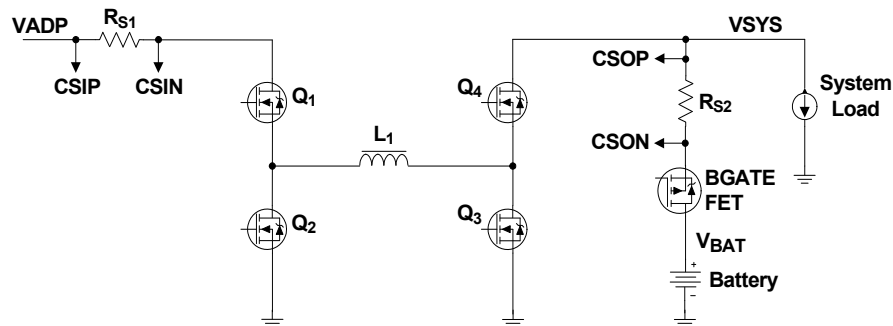 VADP
RS1
VSYS
CSIP
CSIN
CSOP
System
Load
Q1
Q4
RS2
L1
CSON
BGATE
FET
Q2
Q3
VBAT
+
Battery
−